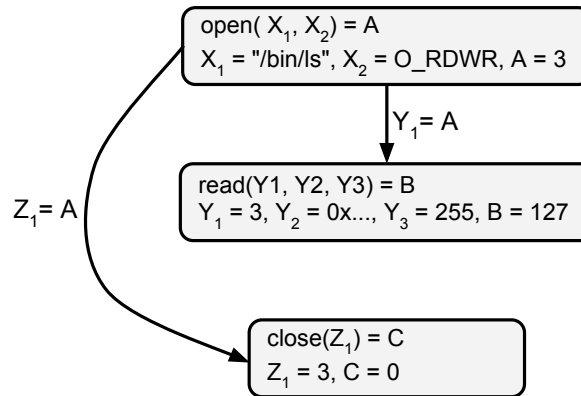 open( X₁, X₂) = A
X₁ = "/bin/ls", X₂ = O_RDWR, A = 3
Y₁= A
read(Y1, Y2, Y3) = B
Y₁ = 3, Y₂ = 0x..., Y₃ = 255, B = 127
Z₁= A
close(Z₁) = C
Z₁ = 3, C = 0